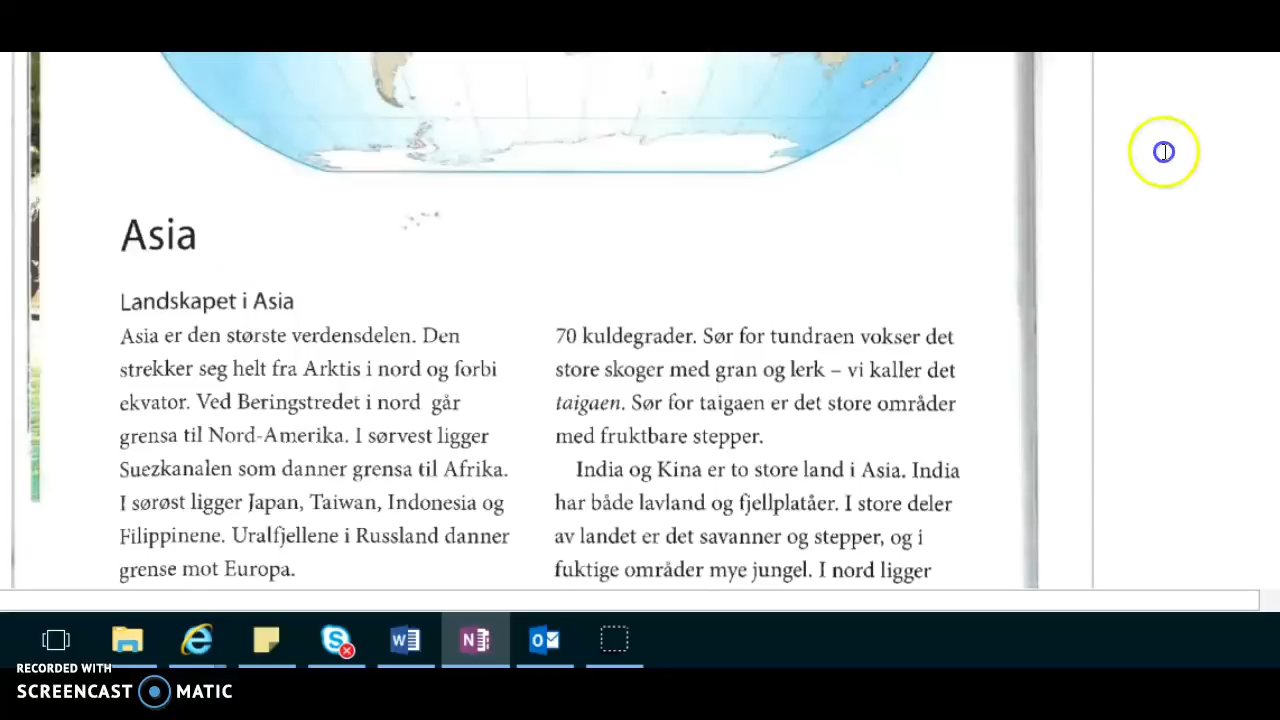 Asia
Landskapet i Asia
Asia er den største verdensdelen. Den
strekker seg helt fra Arktis i nord og forbi
ekvator. Ved Beringstredet i nord går
grensa til Nord-Amerika. I sørvest ligger
Suezkanalen som danner grensa til Afrika.
I sørøst ligger Japan, Taiwan, Indonesia og
Filippinene. Uralfjellene i Russland danner
grense mot Europa.
70 kuldegrader. Sør for tundraen vokser det
store skoger med gran og lerk – vi kaller det
taigaen. Sør for taigaen er det store områder
med fruktbare stepper.
India og Kina er to store land i Asia. India
har både lavland og fjellplatåer. I store deler
av landet er det savanner og stepper, og i
fuktige områder mye jungel. I nord ligger
RECORDED WITH
SCREENCAST MATIC